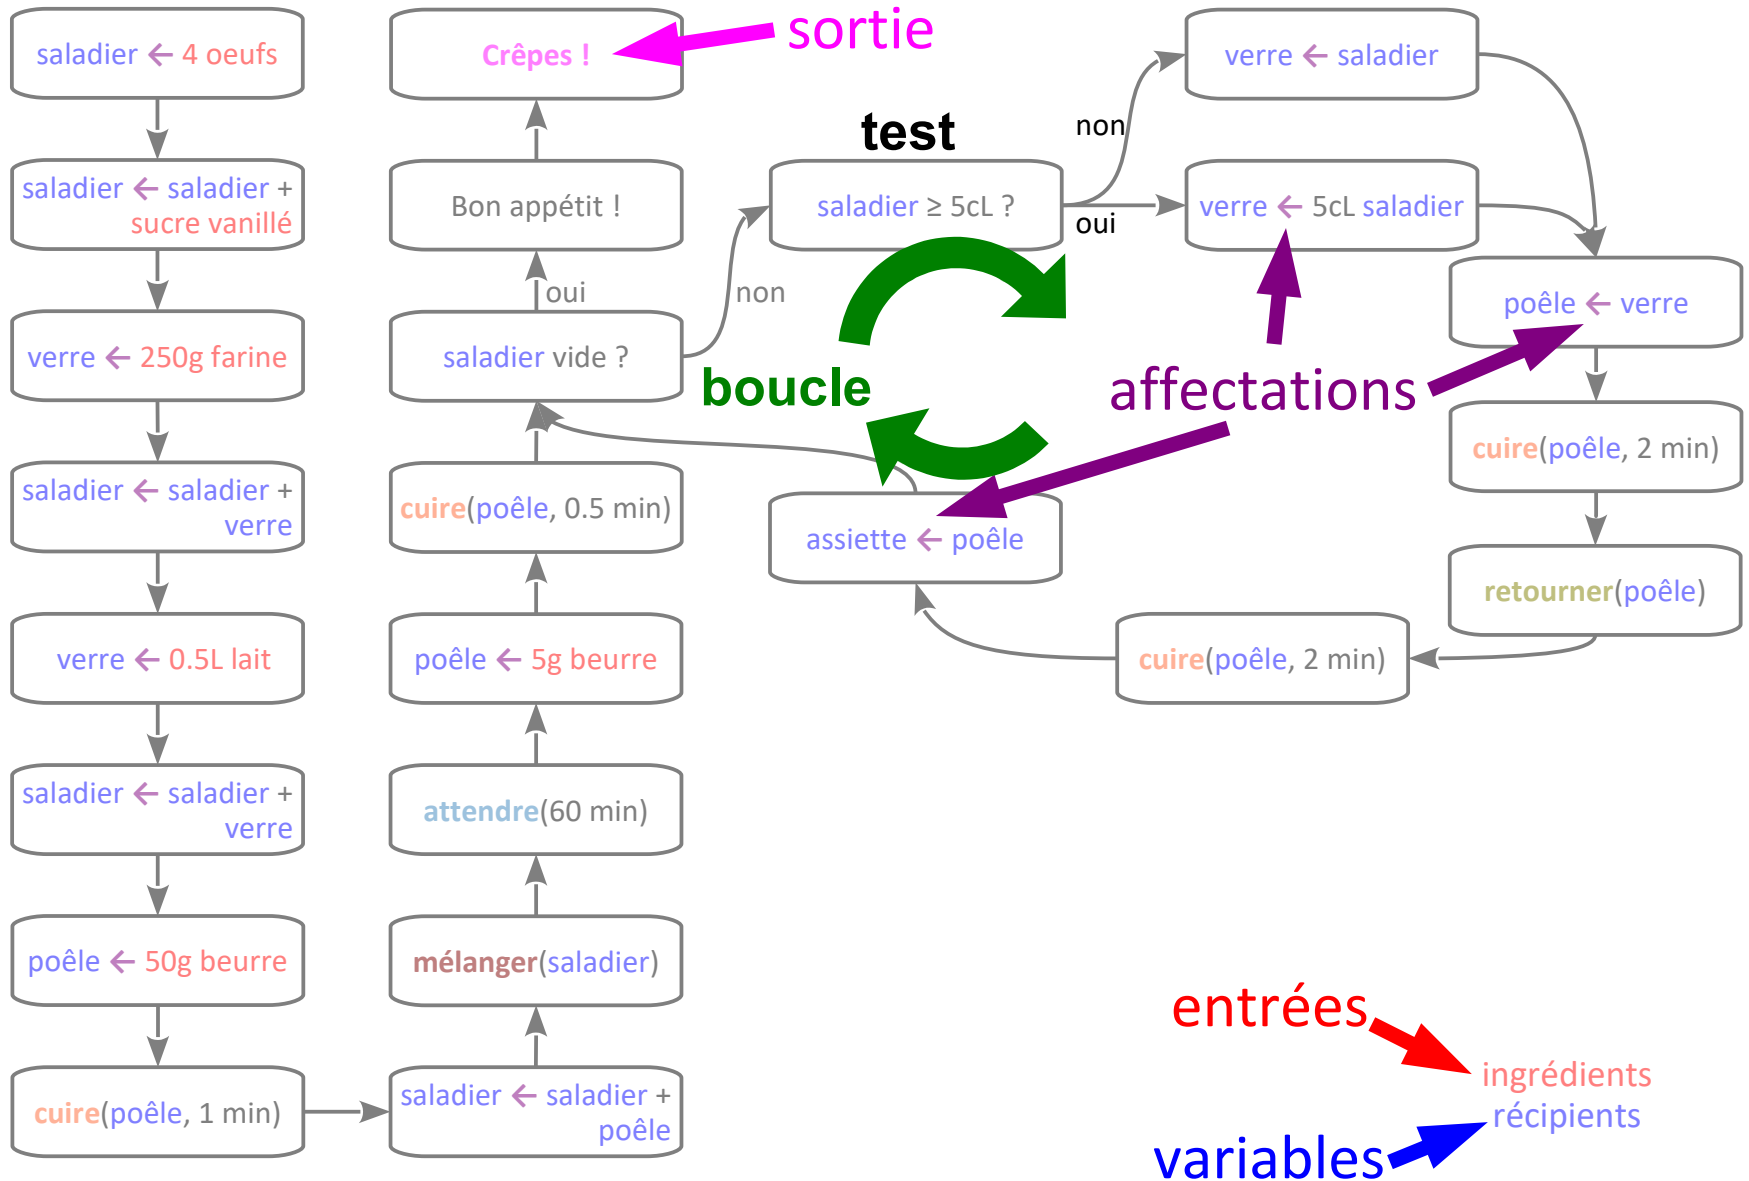 saladier ← 4 oeufs
saladier ← saladier +
sucre vanillé
verre ← 250g farine
saladier ← saladier +
verre
verre ← 0.5L lait
saladier ← saladier +
verre
poêle ← 50g beurre
cuire(poêle, 1 min)
saladier ← saladier +
poêle
mélanger(saladier)
attendre(60 min)
poêle ← 5g beurre
cuire(poêle, 0.5 min)
saladier vide ?
oui
non
Bon appétit !
Crêpes !
sortie
test
saladier ≥ 5cL ?
non
oui
verre ← saladier
verre ← 5cL saladier
poêle ← verre
cuire(poêle, 2 min)
retourner(poêle)
cuire(poêle, 2 min)
assiette ← poêle
boucle
affectations
entrées
ingrédients
récipients
variables